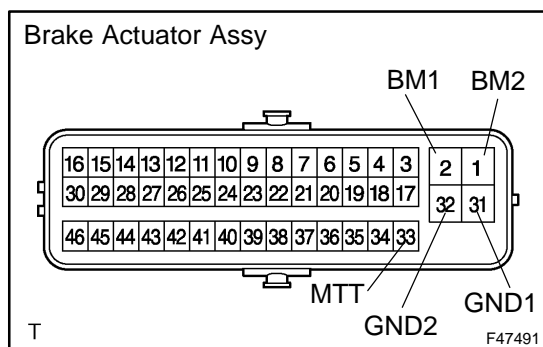 Brake Actuator Assy
BM1 BM2
16 15 14 13 12 11 10 9 8 7 6 5 4 3 2 1
30 29 28 27 26 25 24 23 22 21 20 19 18 17 32 31
46 45 44 43 42 41 40 39 38 37 36 35 34 33
MTT GND1
GND2
T F47491